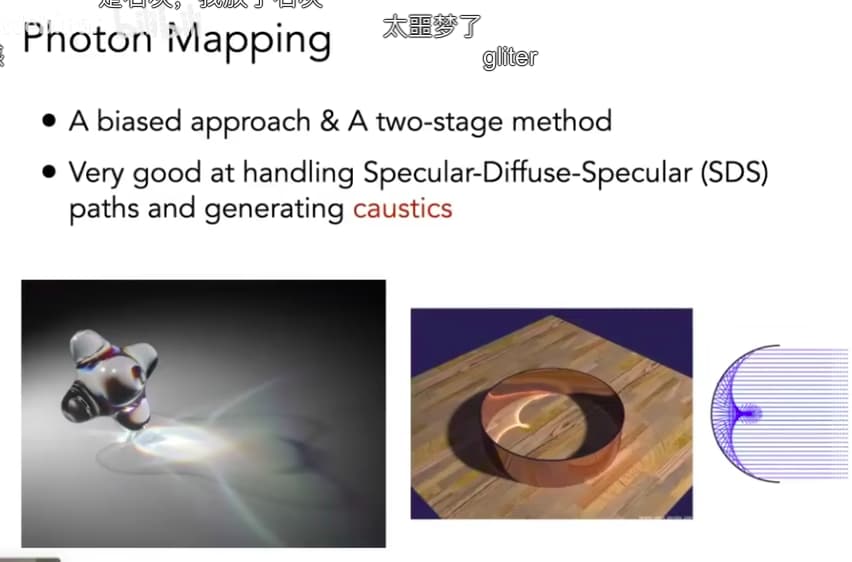 太噩梦了
Photon Mapping
gliter
• A biased approach & A two-stage method
• Very good at handling Specular-Diffuse-Specular (SDS)
paths and generating caustics